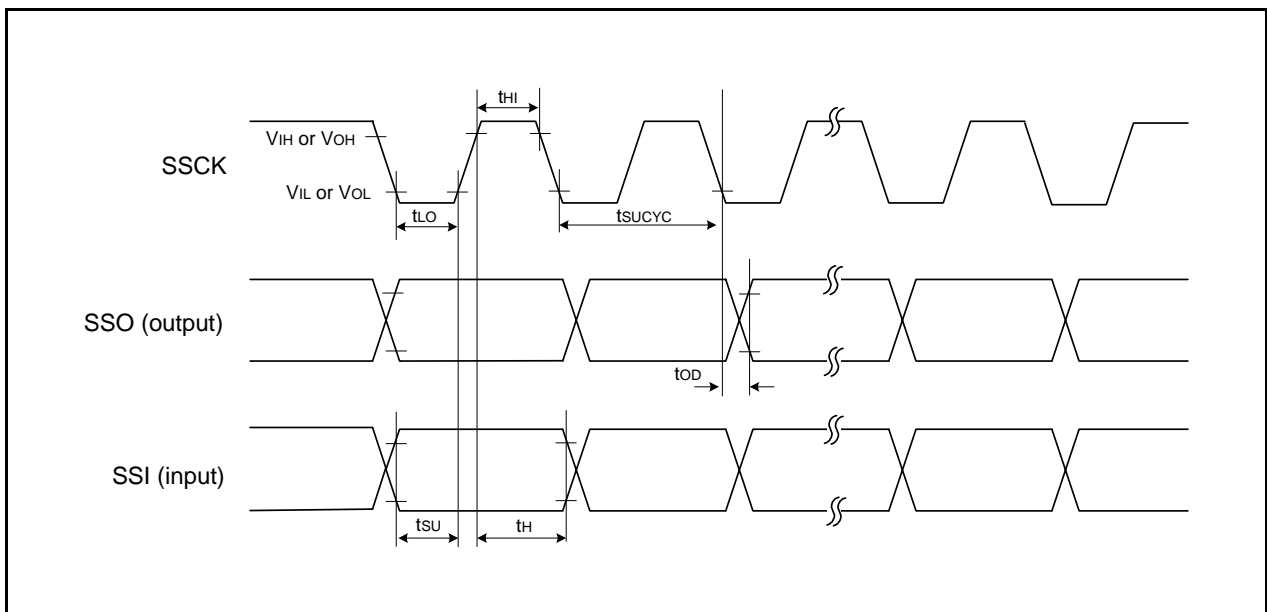 tHI
VIH or VOH
SSCK
VIL or VOL
tLO
tSUCYC
SSO (output)
tOD
SSI (input)
tSU
tH